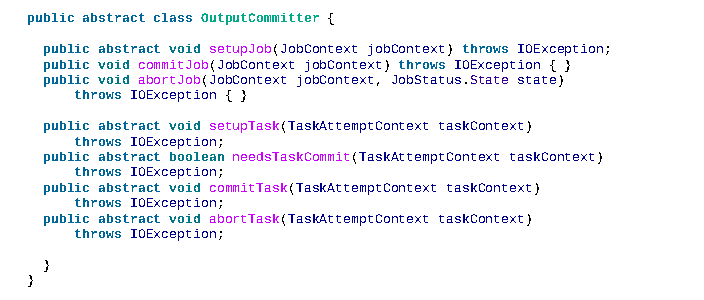 public abstract class OutputCommitter {
public abstract void setupJob(JobContext jobContext) throws IOException;
public void commitJob(JobContext jobContext) throws IOException { }
public void abortJob(JobContext jobContext, JobStatus.State state)
throws IOException { }
public abstract void setupTask(TaskAttemptContext taskContext)
throws IOException;
public abstract boolean needsTaskCommit(TaskAttemptContext taskContext)
throws IOException;
public abstract void commitTask(TaskAttemptContext taskContext)
throws IOException;
public abstract void abortTask(TaskAttemptContext taskContext)
throws IOException;
}
}